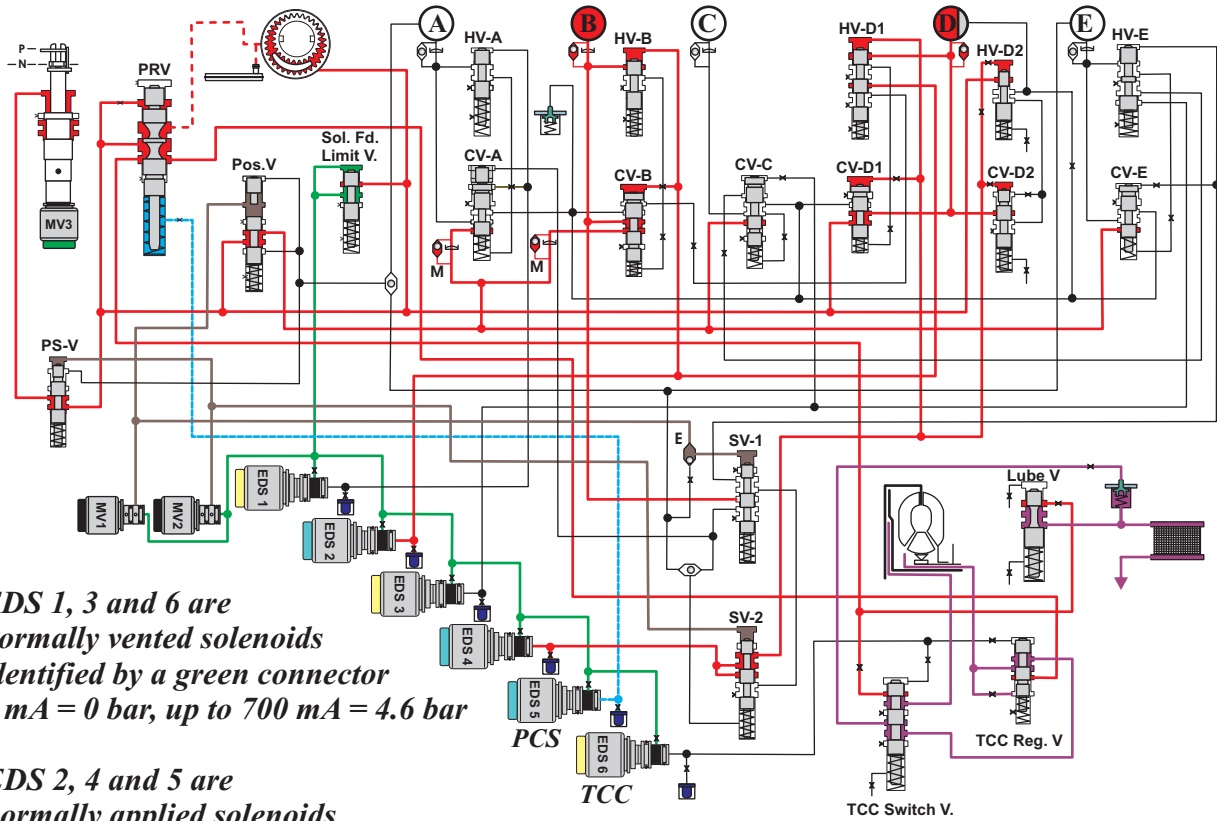 A
B
C
D
E
HV-A
HV-B
HV-D1
HV-D2
HV-E
P
N
PRV
Sol. Fd.
Limit V.
Pos.V
CV-A
CV-B
CV-C
CV-D1
CV-D2
CV-E
MV3
M
M
PS-V
E
SV-1
Lube V
MV1
MV2
EDS 1
EDS 2
EDS 3
EDS 4
EDS 5
EDS 6
SV-2
PCS
TCC
TCC Reg. V
TCC Switch V.
EDS 1, 3 and 6 are
ormally vented solenoids
dentified by a green connector
mA = 0 bar, up to 700 mA = 4.6 bar
EDS 2, 4 and 5 are
ormally applied solenoids